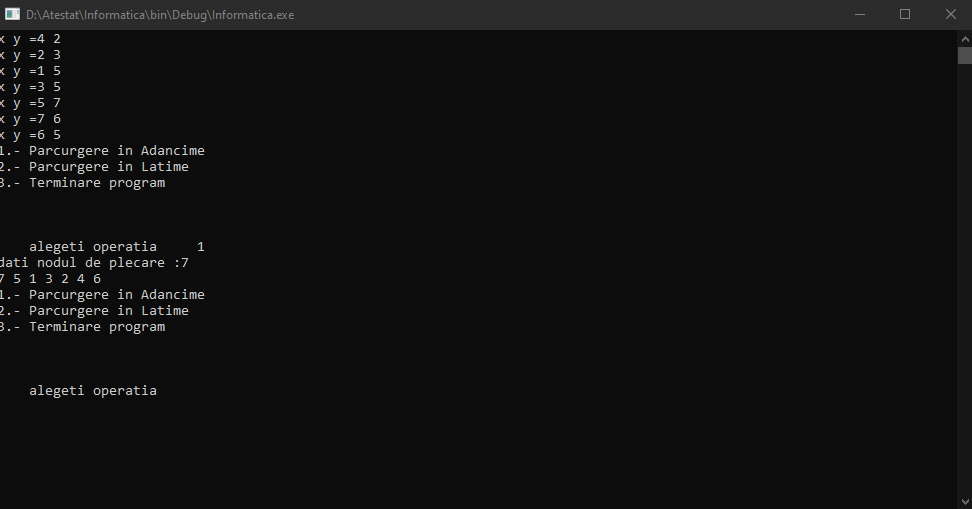 D:\Atestat\Informatica\bin\Debug\Informatica.exe
x y =4 2
x y =2 3
x y =1 5
x y =3 5
x y =5 7
x y =7 6
x y =6 5
1.- Parcurgere in Adancime
2.- Parcurgere in Latime
3.- Terminare program
alegeti operatia 1
dati nodul de plecare :7
7 5 1 3 2 4 6
1.- Parcurgere in Adancime
2.- Parcurgere in Latime
3.- Terminare program
alegeti operatia